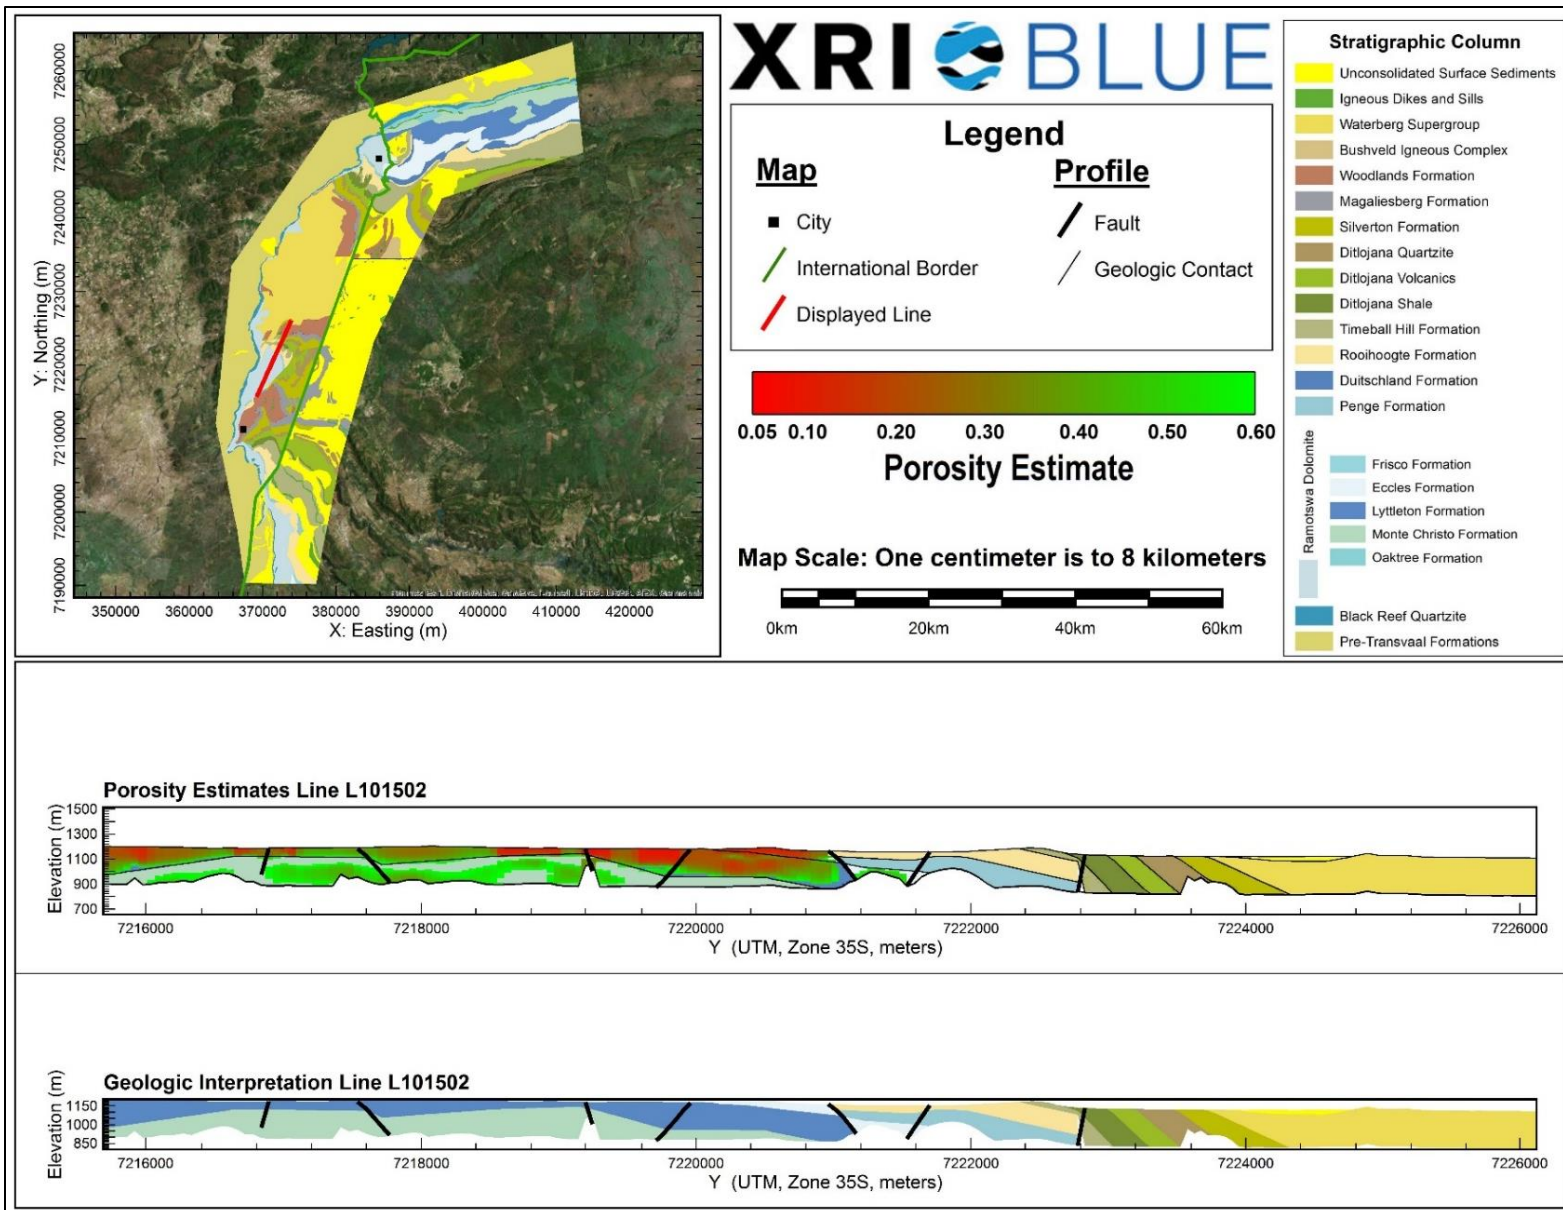 7260000
7250000
7240000
7230000
7220000
7210000
7200000
7190000
Y: Northing (m)
350000 360000 370000 380000 390000 400000 410000 420000
X: Easting (m)
XRI BLUE
Legend
Map
City
International Border
Displayed Line
Profile
Fault
Geologic Contact
0.05 0.10 0.20 0.30 0.40 0.50 0.60
Porosity Estimate
Map Scale: One centimeter is to 8 kilometers
0km 20km 40km 60km
Stratigraphic Column
Unconsolidated Surface Sediments
Igneous Dikes and Sills
Waterberg Supergroup
Bushveld Igneous Complex
Woodlands Formation
Magaliesberg Formation
Silverton Formation
Ditlojana Quartzite
Ditlojana Volcanics
Ditlojana Shale
Timeball Hill Formation
Rooihoogte Formation
Duitschland Formation
Penge Formation
Ramotswa Dolomite
Frisco Formation
Eccles Formation
Lyttleton Formation
Monte Christo Formation
Oaktree Formation
Black Reef Quartzite
Pre-Transvaal Formations
Porosity Estimates Line L101502
Elevation (m)
1500
1300
1100
900
700
7216000 7218000 7220000 7222000 7224000 7226000
Y (UTM, Zone 35S, meters)
Geologic Interpretation Line L101502
Elevation (m)
1150
1000
850
7216000 7218000 7220000 7222000 7224000 7226000
Y (UTM, Zone 35S, meters)